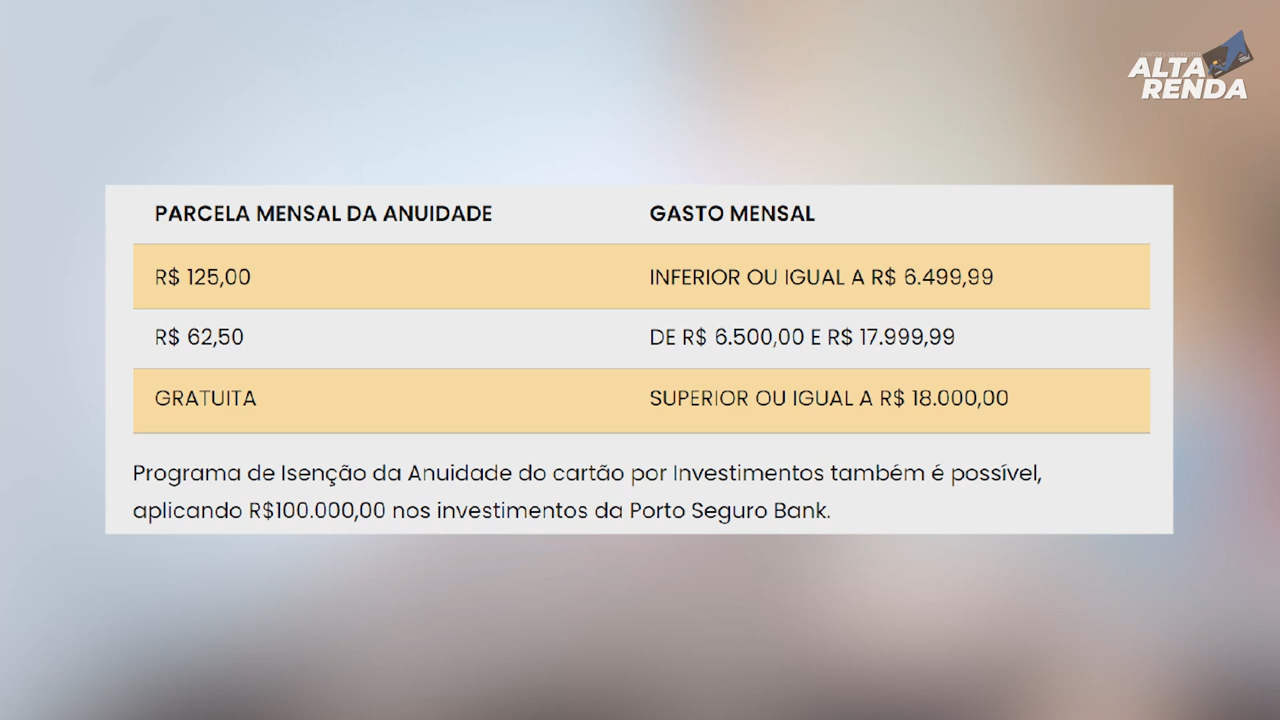 ALTA
RENDA
PARCELA MENSAL DA ANUIDADE GASTO MENSAL
R$ 125,00 INFERIOR OU IGUAL A R$ 6.499,99
R$ 62,50 DE R$ 6.500,00 E R$ 17.999,99
GRATUITA SUPERIOR OU IGUAL A R$ 18.000,00
Programa de Isenção da Anuidade do cartão por Investimentos também é possível,
aplicando R$100.000,00 nos investimentos da Porto Seguro Bank.